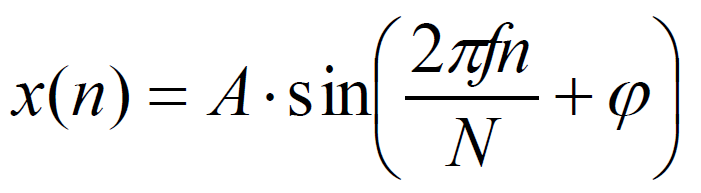 x(n) = A · sin(2πfn/N + φ)